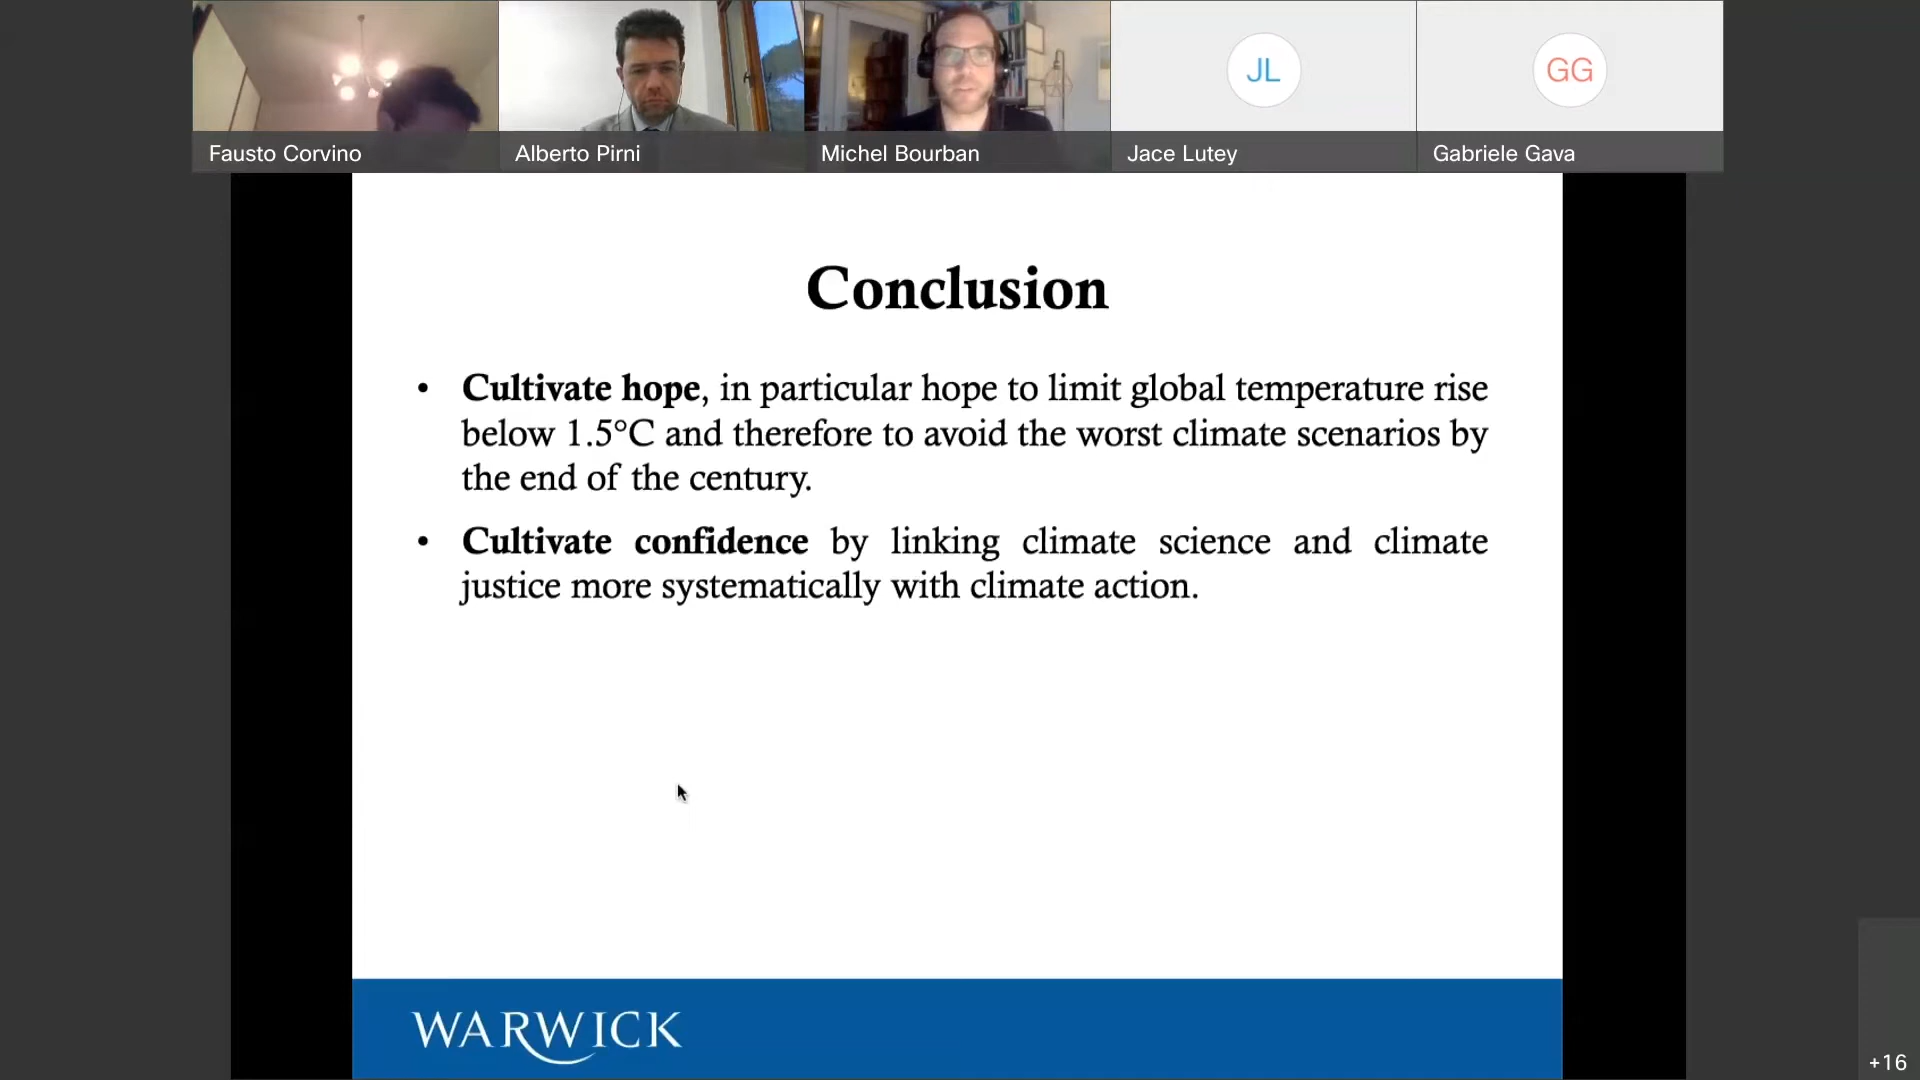 JL
GG
Fausto Corvino
Alberto Pirni
Michel Bourban
Jace Lutey
Gabriele Gava
Conclusion
• Cultivate hope, in particular hope to limit global temperature rise
below 1.5°C and therefore to avoid the worst climate scenarios by
the end of the century.
• Cultivate confidence by linking climate science and climate
justice more systematically with climate action.
WARWICK
+16